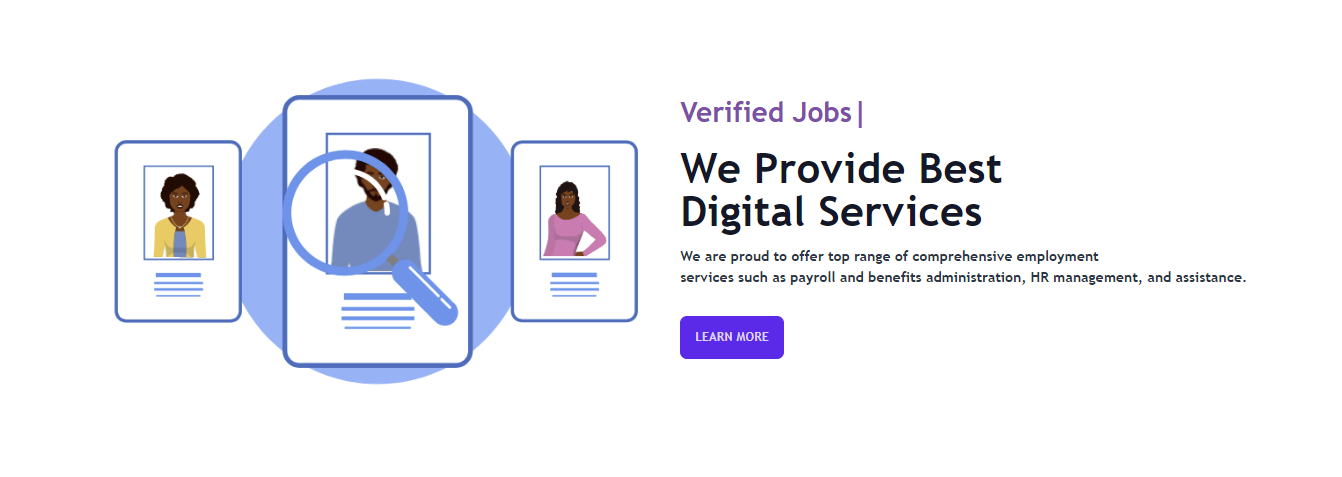 Verified Jobs|
We Provide Best
Digital Services
We are proud to offer top range of comprehensive employment
services such as payroll and benefits administration, HR management, and assistance.
LEARN MORE